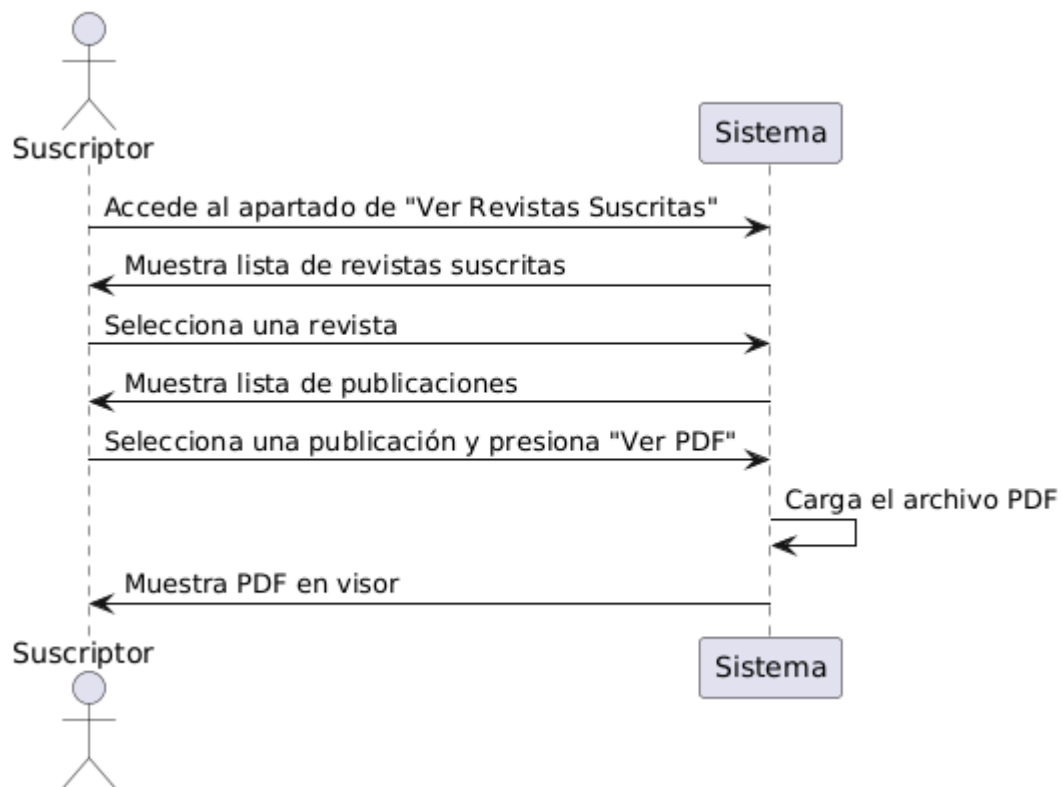 Suscriptor
Sistema
Accede al apartado de "Ver Revistas Suscritas"
Muestra lista de revistas suscritas
Selecciona una revista
Muestra lista de publicaciones
Selecciona una publicación y presiona "Ver PDF"
Carga el archivo PDF
Muestra PDF en visor
Suscriptor
Sistema